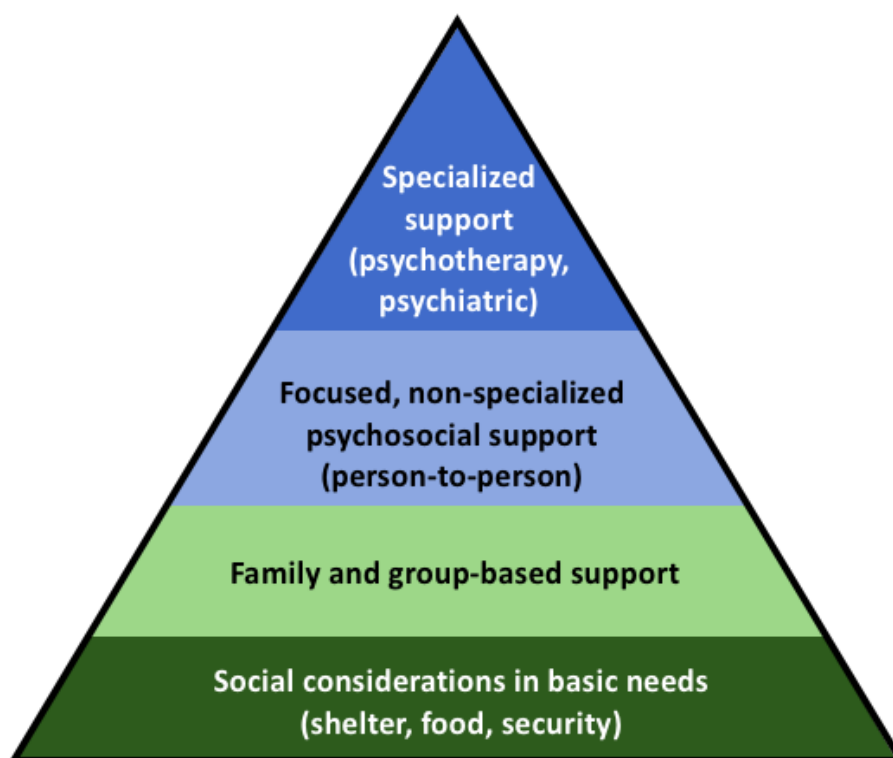 Specialized
support
(psychotherapy,
psychiatric)
Focused, non-specialized
psychosocial support
(person-to-person)
Family and group-based support
Social considerations in basic needs
(shelter, food, security)